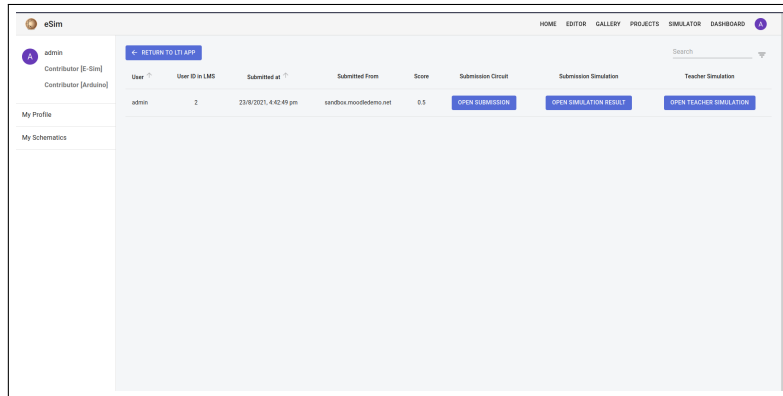 eSim
HOME EDITOR GALLERY PROJECTS SIMULATOR DASHBOARD A
A admin
Contributor [E-Sim]
Contributor [Arduino]
My Profile
My Schematics
← RETURN TO LTI APP
Search
User ↑ User ID in LMS Submitted at ↑ Submitted From Score Submission Circuit Submission Simulation Teacher Simulation
admin 2 23/8/2021, 4:42:49 pm sandbox.moodledemo.net 0.5 OPEN SUBMISSION OPEN SIMULATION RESULT OPEN TEACHER SIMULATION